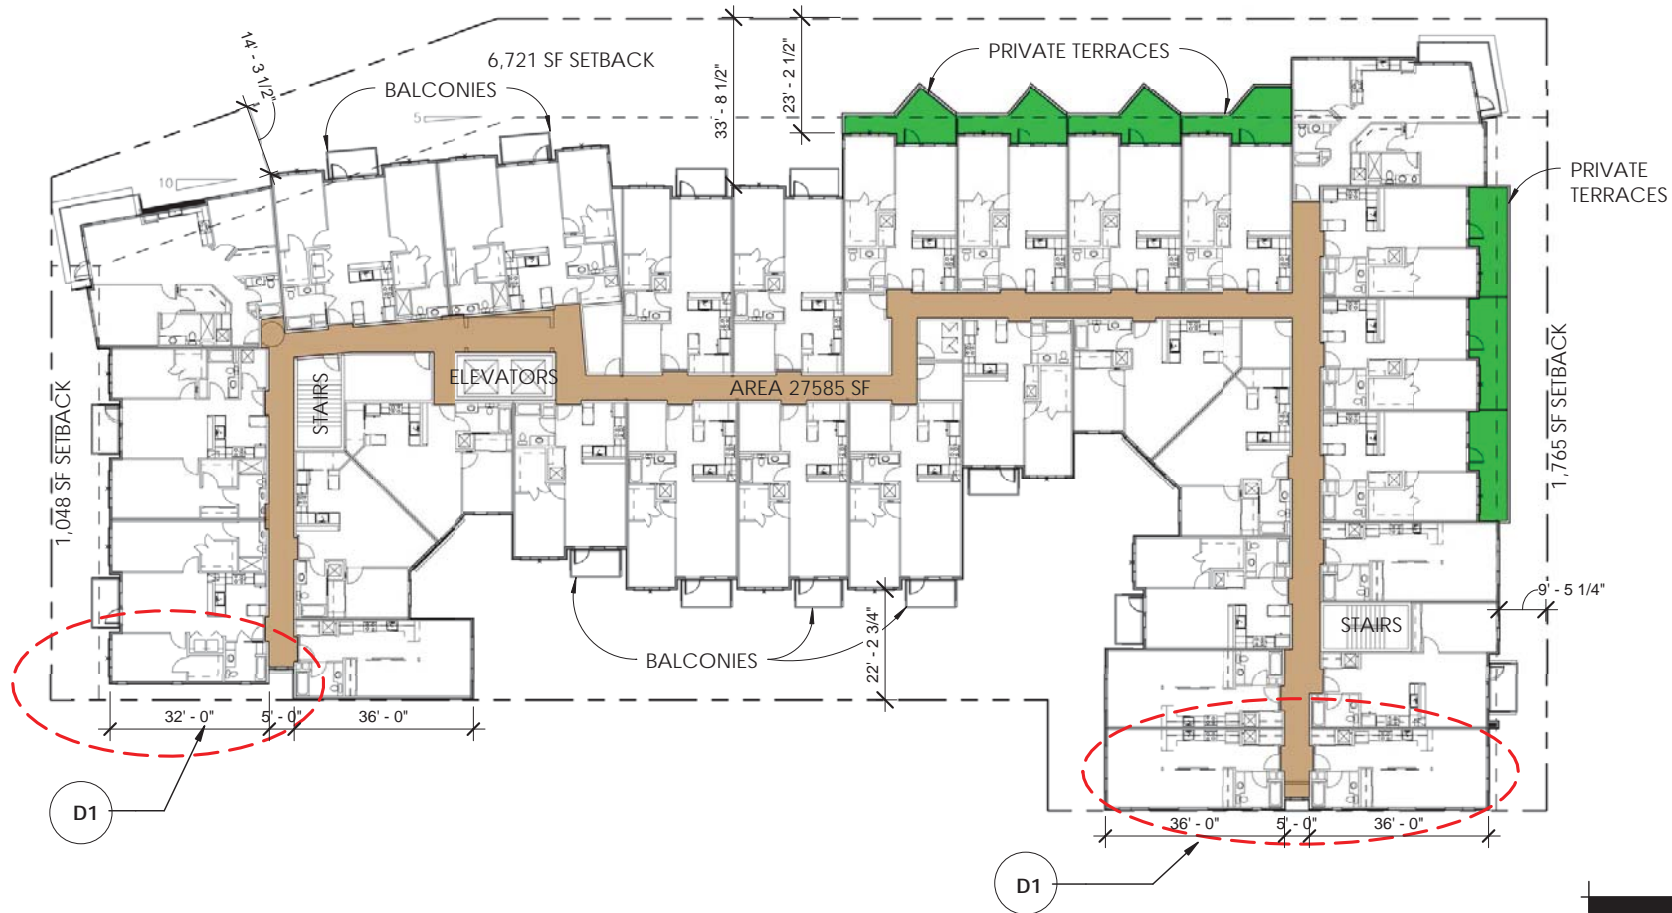 14' - 3 1/2"
6,721 SF SETBACK
BALCONIES
33' - 8 1/2"
23' - 2 1/2"
PRIVATE TERRACES
5
10
PRIVATE
TERRACES
ELEVATORS
STAIRS
AREA 27585 SF
1,048 SF SETBACK
1,765 SF SETBACK
9' - 5 1/4"
STAIRS
BALCONIES
22' - 2 3/4"
32' - 0"
5' - 0"
36' - 0"
D1
36' - 0"
5' - 0"
36' - 0"
D1